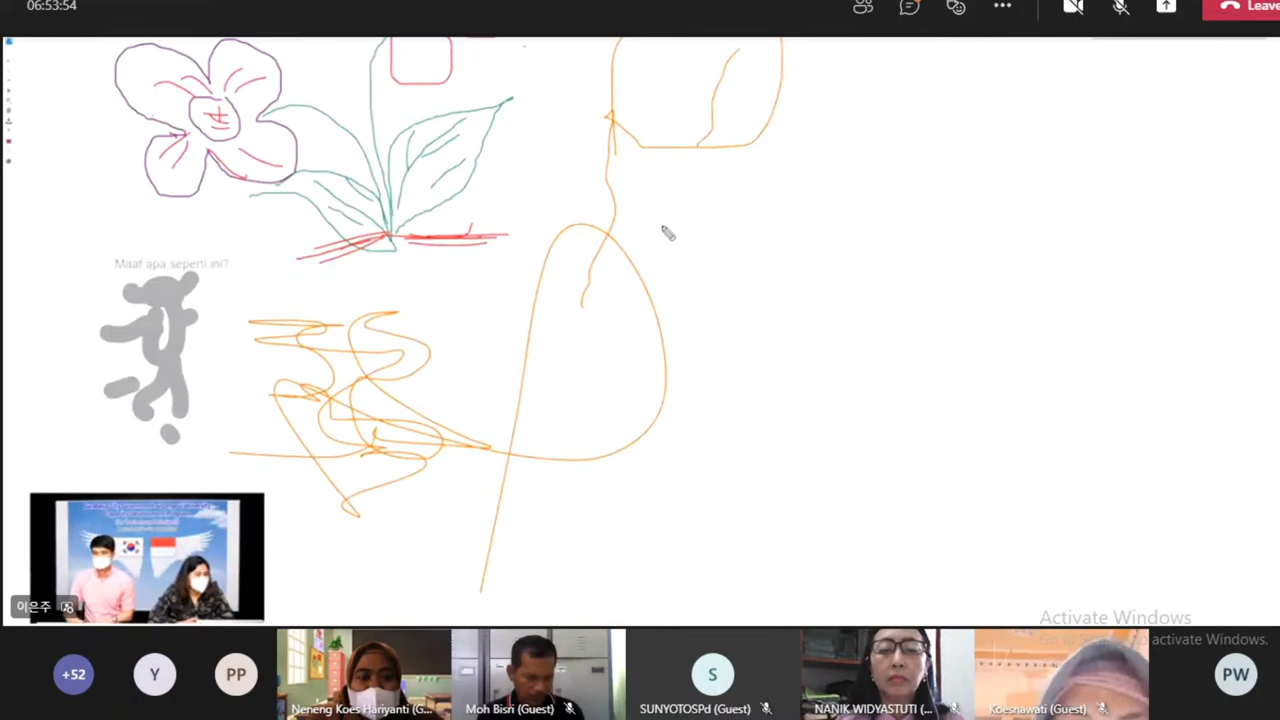 06:53:54
Leave
Maaf apa seperti ini?
이은주
Activate Windows
+52
Y
PP
S
PW
Neneng Koes Hariyanti (G...
Moh Bisri (Guest)
SUNYOTOSPd (Guest)
NANIK WIDYASTUTI (...
Koesnawati (Guest)